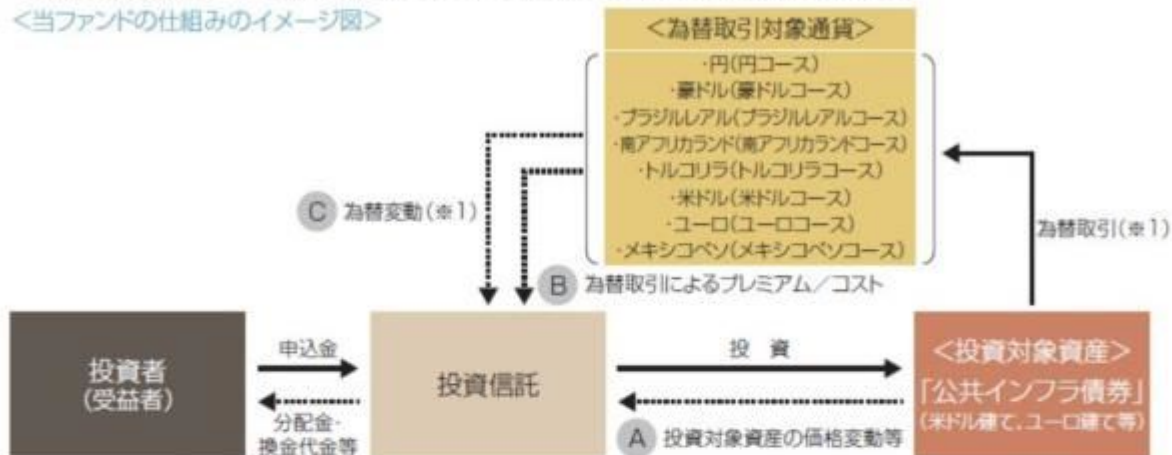 <当ファンドの仕組みのイメージ図>
<為替取引対象通貨>
・円(円コース)
・豪ドル(豪ドルコース)
・ブラジルレアル(ブラジルレアルコース)
・南アフリカランド(南アフリカランドコース)
・トルコリラ(トルコリラコース)
・米ドル(米ドルコース)
・ユーロ(ユーロコース)
・メキシコペソ(メキシコペソコース)
C 為替変動(※1)
為替取引(※1)
B 為替取引によるプレミアム／コスト
投資者
(受益者)
申込金
分配金・
換金代金等
投資信託
投 資
A 投資対象資産の価格変動等
<投資対象資産>
「公共インフラ債券」
(米ドル建て、ユーロ建て等)